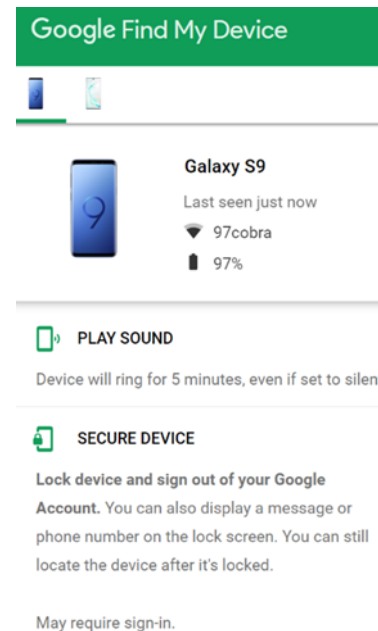 Google Find My Device
Galaxy S9
Last seen just now
97cobra
97%
PLAY SOUND
Device will ring for 5 minutes, even if set to silen
SECURE DEVICE
Lock device and sign out of your Google
Account. You can also display a message or
phone number on the lock screen. You can still
locate the device after it's locked.
May require sign-in.